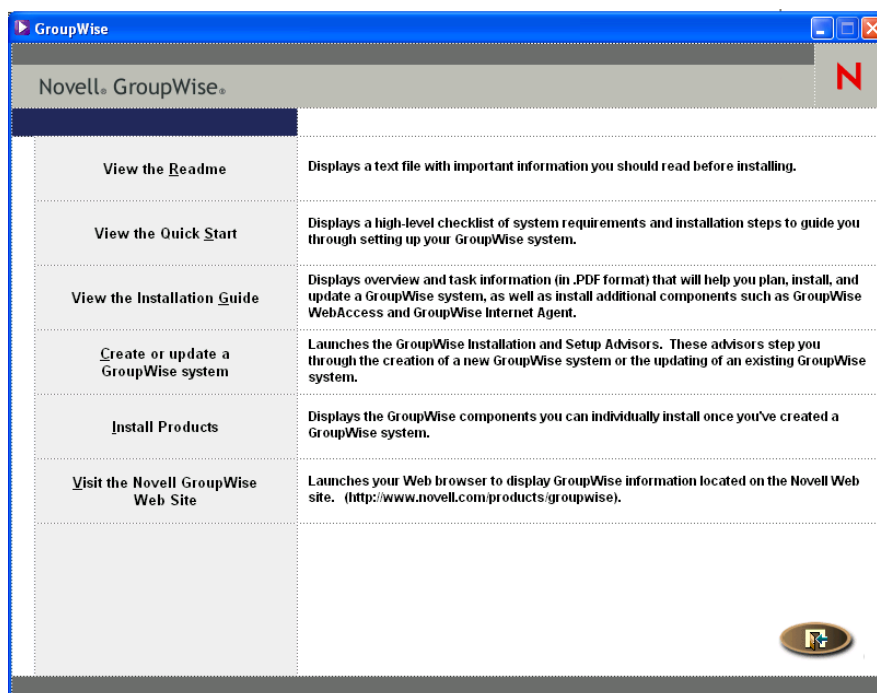 GroupWise
Novell® GroupWise®
N
View the Readme
Displays a text file with important information you should read before installing.
View the Quick Start
Displays a high-level checklist of system requirements and installation steps to guide you
through setting up your GroupWise system.
View the Installation Guide
Displays overview and task information (in .PDF format) that will help you plan, install, and
update a GroupWise system, as well as install additional components such as GroupWise
WebAccess and GroupWise Internet Agent.
Create or update a
GroupWise system
Launches the GroupWise Installation and Setup Advisors.  These advisors step you
through the creation of a new GroupWise system or the updating of an existing GroupWise
system.
Install Products
Displays the GroupWise components you can individually install once you've created a
GroupWise system.
Visit the Novell GroupWise
Web Site
Launches your Web browser to display GroupWise information located on the Novell Web
site.   (http://www.novell.com/products/groupwise).